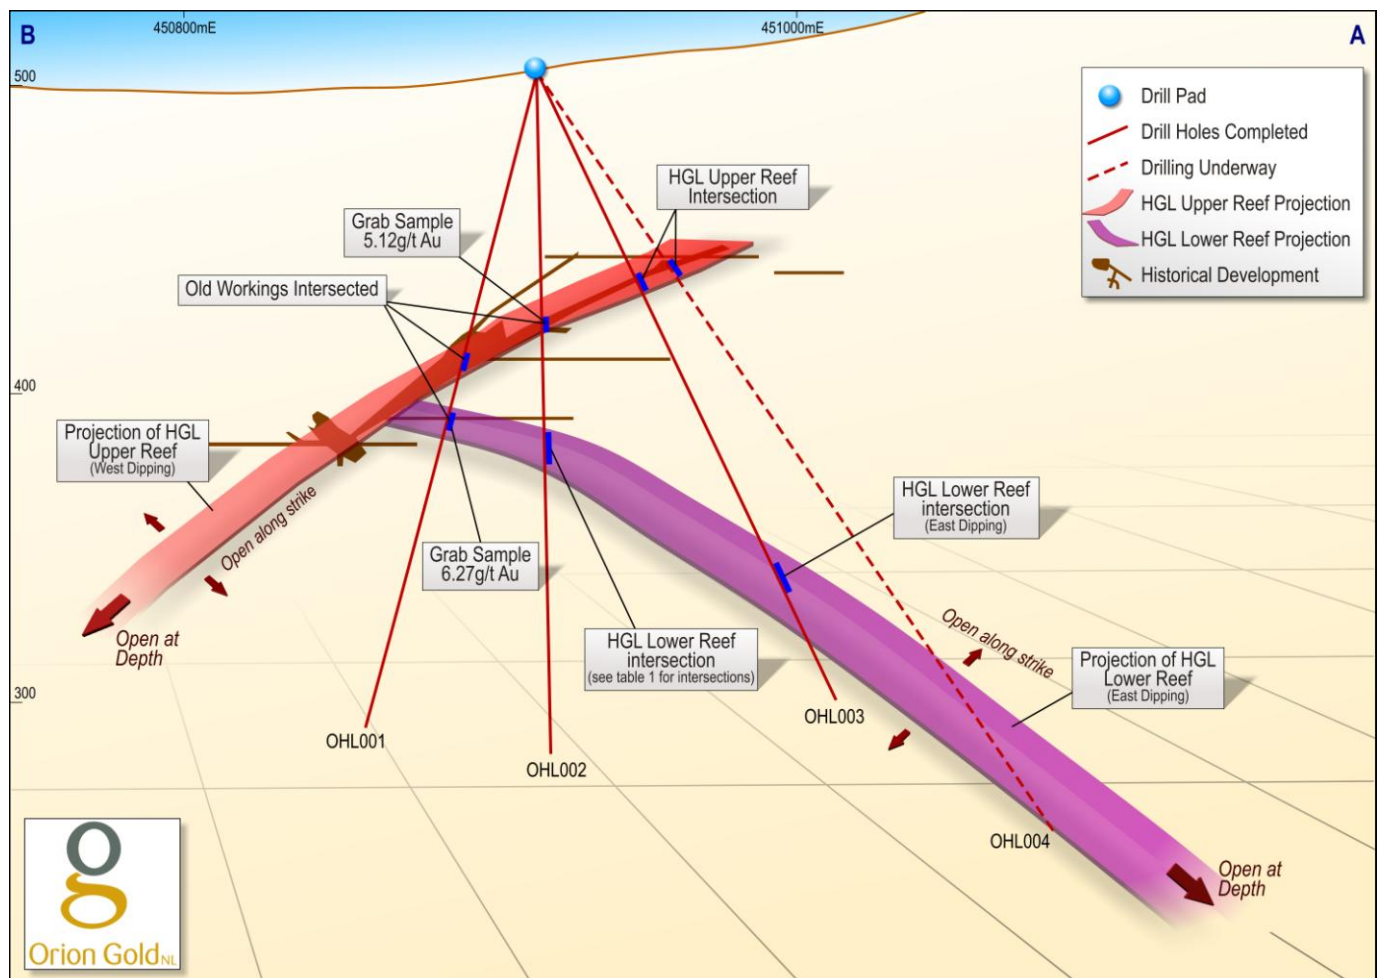 B
450800mE
451000mE
A
500
Drill Pad
Drill Holes Completed
Drilling Underway
HGL Upper Reef Projection
HGL Lower Reef Projection
Historical Development
HGL Upper Reef
Intersection
Grab Sample
5.12g/t Au
Old Workings Intersected
400
Projection of HGL
Upper Reef
(West Dipping)
Open along strike
HGL Lower Reef
intersection
(East Dipping)
Grab Sample
6.27g/t Au
Open at
Depth
HGL Lower Reef
intersection
(see table 1 for intersections)
Open along strike
Projection of HGL
Lower Reef
(East Dipping)
300
OHL001
OHL002
OHL003
OHL004
Open at
Depth
Orion Gold NL